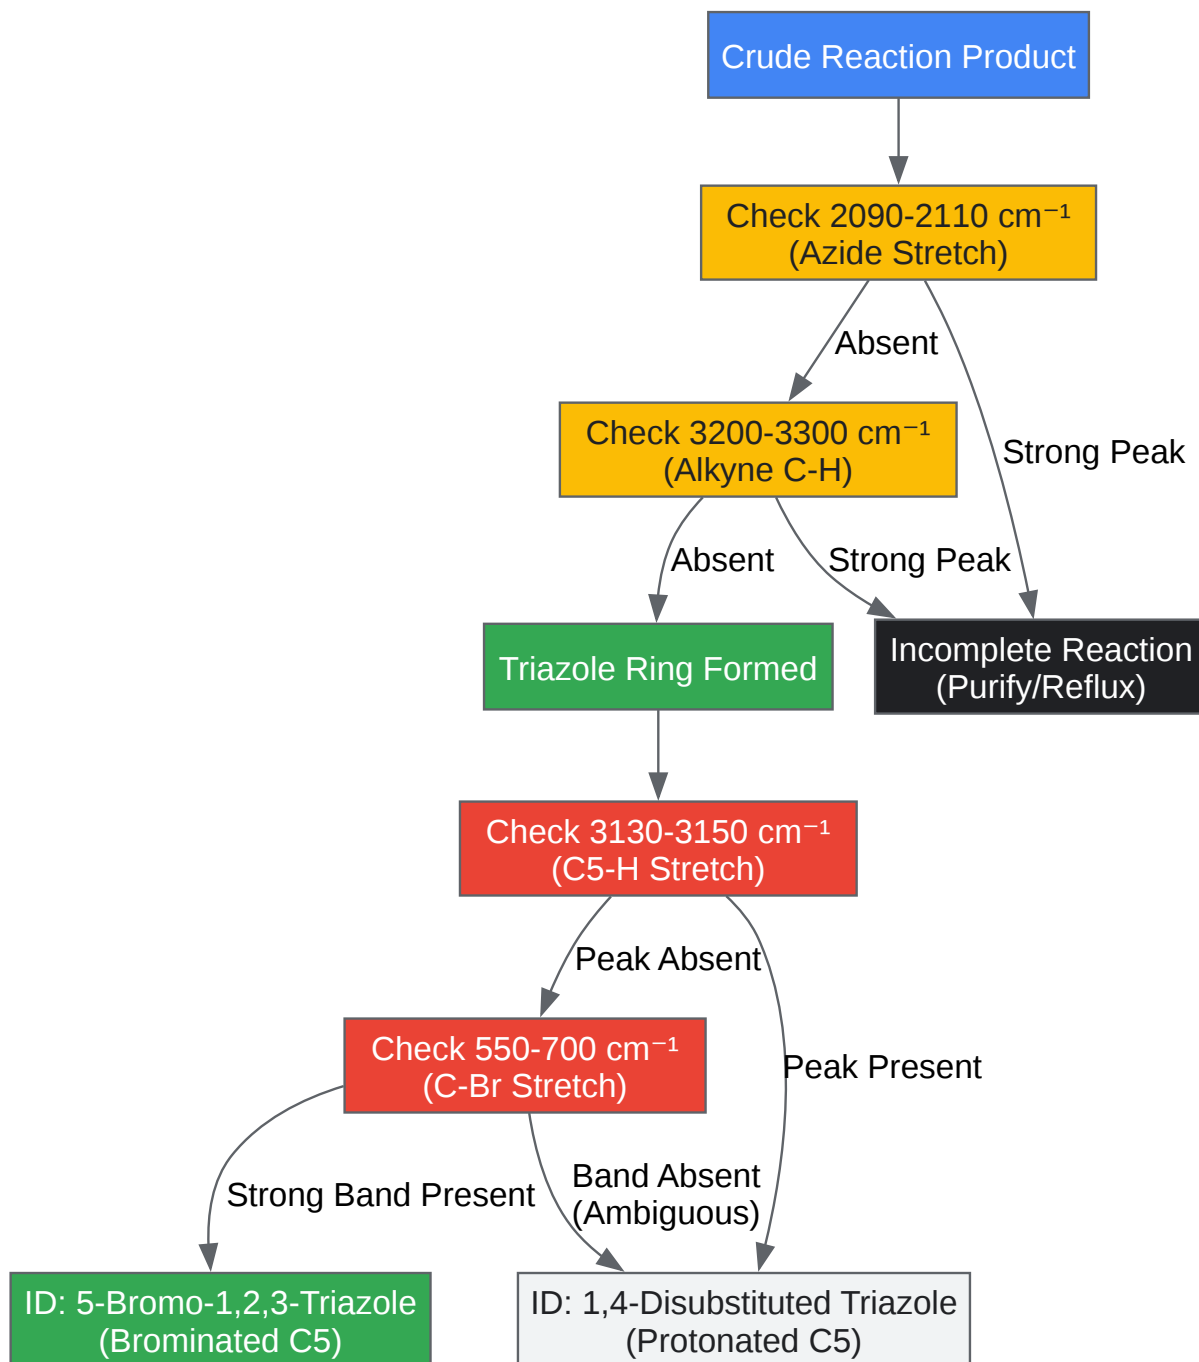 Crude Reaction Product
Check 2090-2110 cm⁻¹
(Azide Stretch)
Absent
Check 3200-3300 cm⁻¹
(Alkyne C-H)
Strong Peak
Absent
Strong Peak
Triazole Ring Formed
Incomplete Reaction
(Purify/Reflux)
Check 3130-3150 cm⁻¹
(C5-H Stretch)
Peak Absent
Check 550-700 cm⁻¹
(C-Br Stretch)
Peak Present
Strong Band Present
Band Absent
(Ambiguous)
ID: 5-Bromo-1,2,3-Triazole
(Brominated C5)
ID: 1,4-Disubstituted Triazole
(Protonated C5)